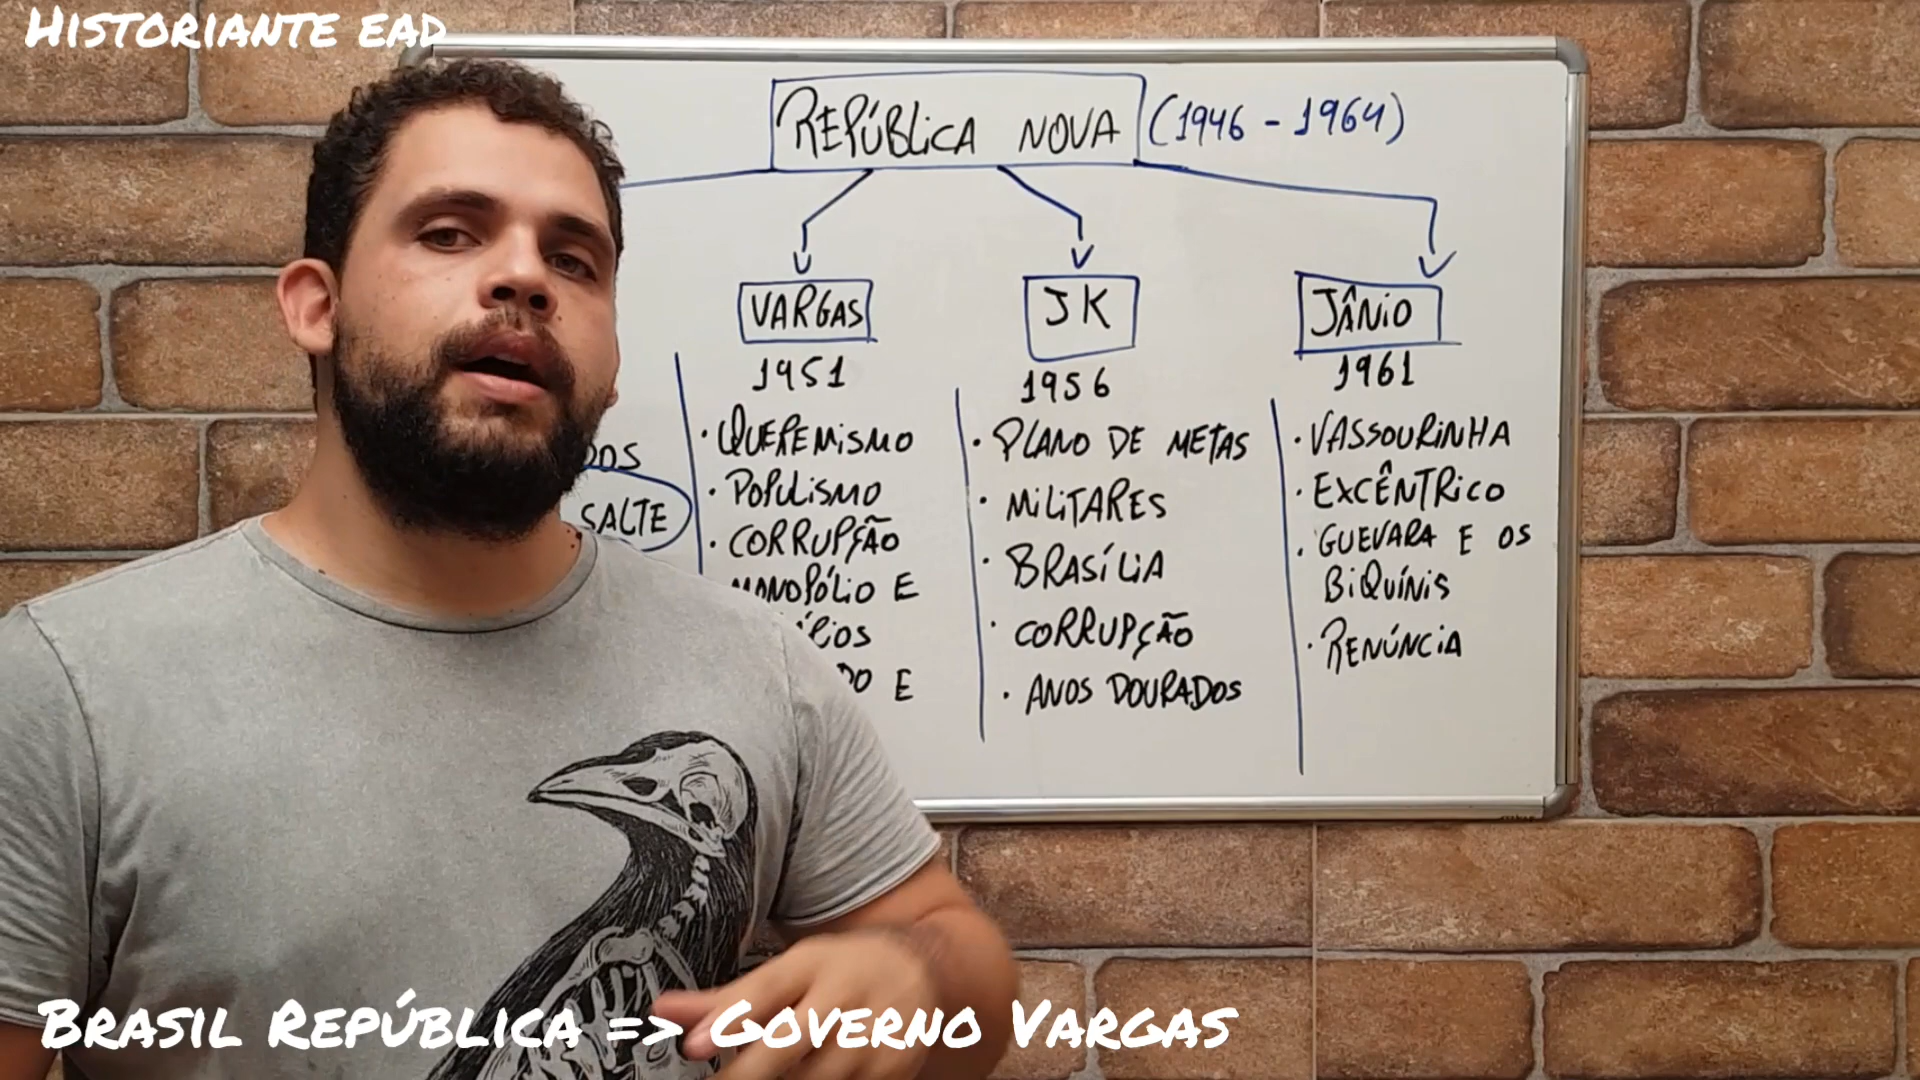 Historiante EAD
República Nova (1946 - 1964)
Vargas
1951
· Queremismo
· Populismo
· Corrupção
E
E
JK
1956
· Plano de Metas
· Militares
· Brasília
· Corrupção
· Anos Dourados
Jânio
1961
· Vassourinha
· Excêntrico
· Guevara e os
Biquínis
· Renúncia
SALTE
Brasil República => Governo Vargas